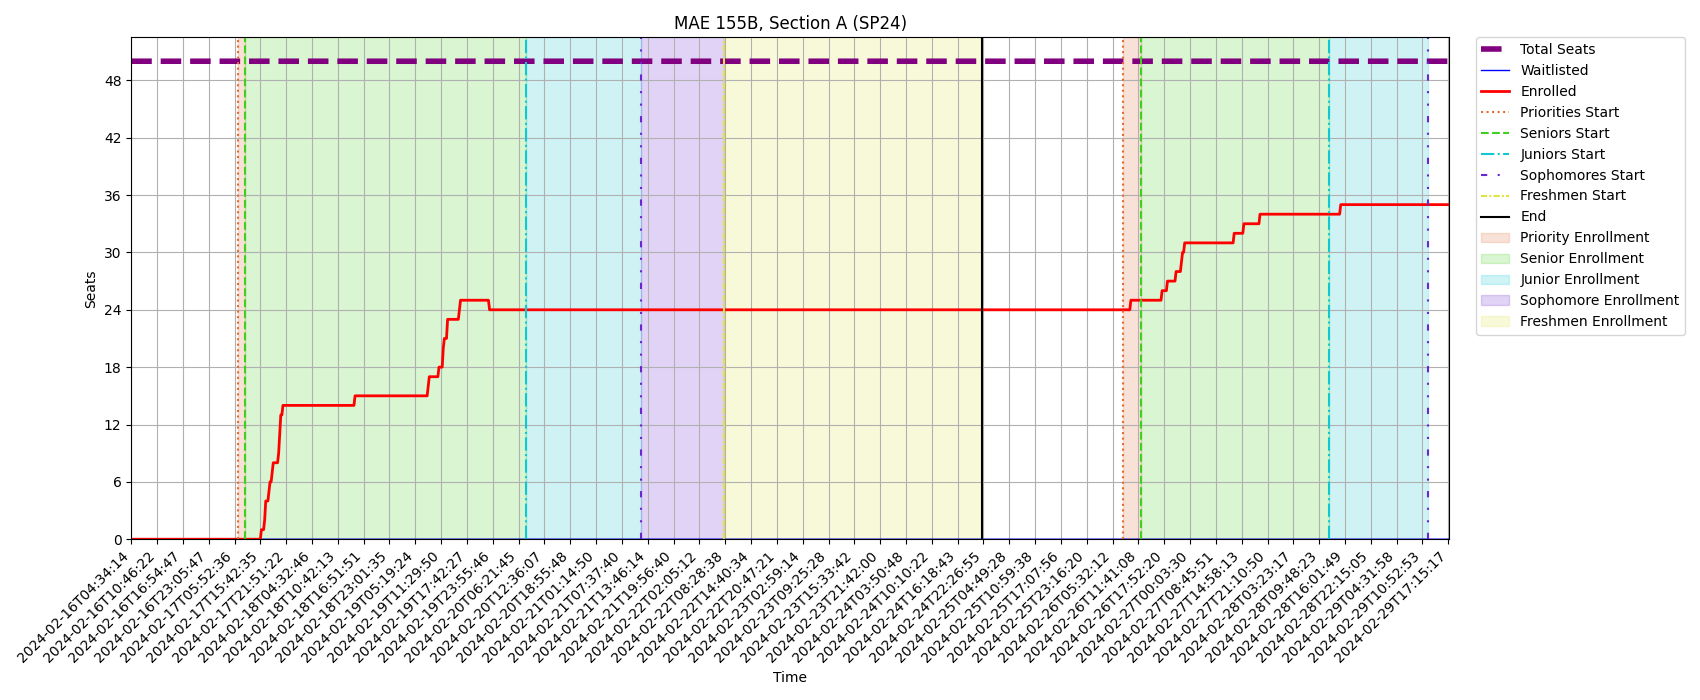 MAE 155B, Section A (SP24)
Seats
48
42
36
30
24
18
12
6
0
2024-02-16T04:34:14
2024-02-16T10:46:22
2024-02-16T16:54:47
2024-02-16T23:05:47
2024-02-17T05:52:36
2024-02-17T15:42:35
2024-02-17T21:51:22
2024-02-18T04:32:46
2024-02-18T10:42:13
2024-02-18T16:51:51
2024-02-18T23:01:35
2024-02-19T05:19:24
2024-02-19T11:29:50
2024-02-19T17:42:27
2024-02-19T23:55:46
2024-02-20T06:21:45
2024-02-20T12:36:07
2024-02-20T18:55:48
2024-02-21T01:14:50
2024-02-21T07:37:40
2024-02-21T13:46:14
2024-02-21T19:56:40
2024-02-22T02:05:12
2024-02-22T08:28:38
2024-02-22T14:40:34
2024-02-22T20:47:21
2024-02-23T02:59:14
2024-02-23T09:25:28
2024-02-23T15:33:42
2024-02-23T21:42:00
2024-02-24T03:50:48
2024-02-24T10:10:22
2024-02-24T16:18:43
2024-02-24T22:26:55
2024-02-25T04:49:28
2024-02-25T10:59:38
2024-02-25T17:07:56
2024-02-25T23:16:20
2024-02-26T05:32:12
2024-02-26T11:41:08
2024-02-26T17:52:20
2024-02-27T00:03:30
2024-02-27T08:45:51
2024-02-27T14:58:13
2024-02-27T21:10:50
2024-02-28T03:23:17
2024-02-28T09:48:23
2024-02-28T16:01:49
2024-02-28T22:15:05
2024-02-29T04:31:58
2024-02-29T10:52:53
2024-02-29T17:15:17
Time
Total Seats
Waitlisted
Enrolled
Priorities Start
Seniors Start
Juniors Start
Sophomores Start
Freshmen Start
End
Priority Enrollment
Senior Enrollment
Junior Enrollment
Sophomore Enrollment
Freshmen Enrollment